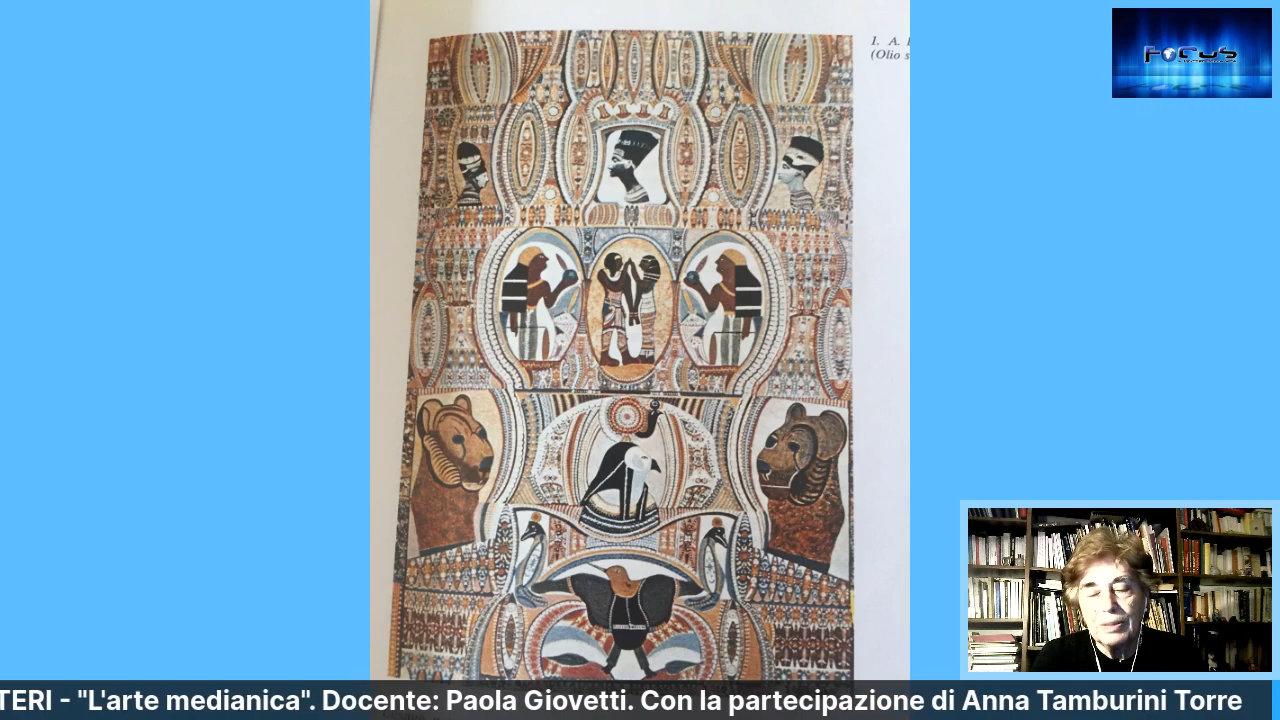 1. A.
(Olio s
FOCUS
TERI - "L'arte medianica". Docente: Paola Giovetti. Con la partecipazione di Anna Tamburini Torre